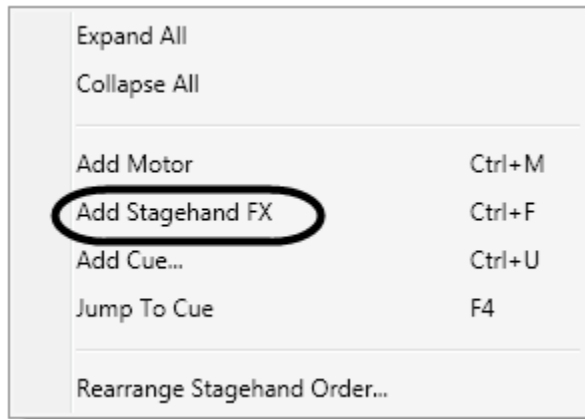 Expand All
Collapse All
Add Motor Ctrl+M
Add Stagehand FX Ctrl+F
Add Cue... Ctrl+U
Jump To Cue F4
Rearrange Stagehand Order...